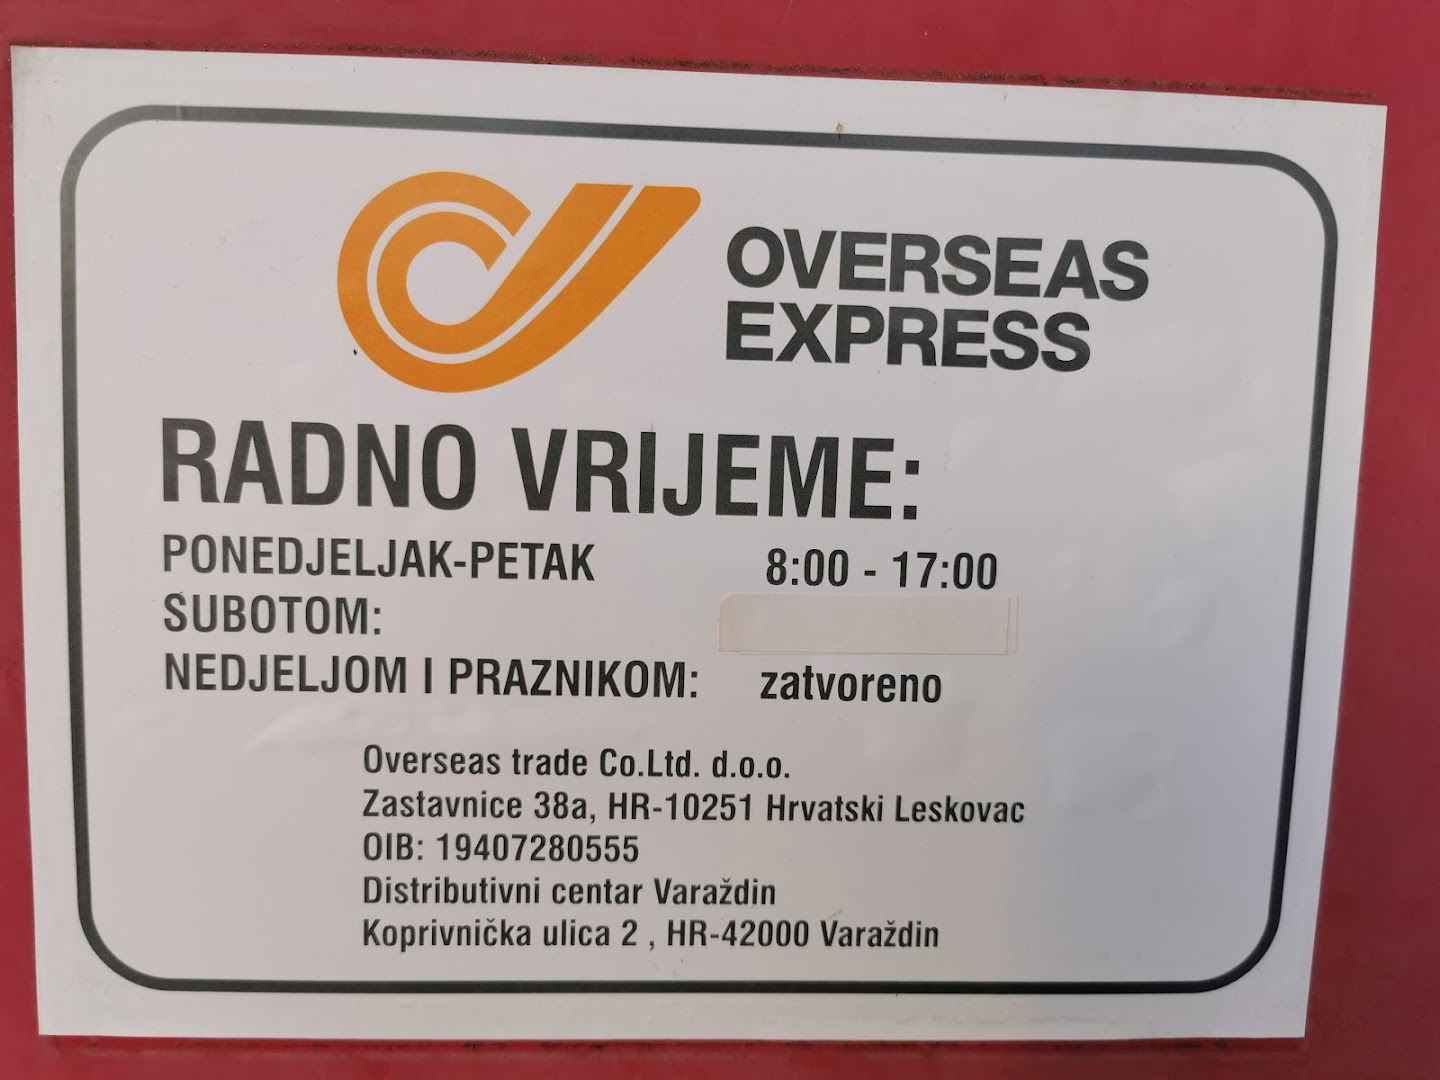 OVERSEAS
EXPRESS
RADNO VRIJEME:
PONEDJELJAK-PETAK 8:00 - 17:00
SUBOTOM:
NEDJELJOM I PRAZNIKOM: zatvoreno
Overseas trade Co.Ltd. d.o.o.
Zastavnice 38a, HR-10251 Hrvatski Leskovac
OIB: 19407280555
Distributivni centar Varaždin
Koprivnička ulica 2 , HR-42000 Varaždin